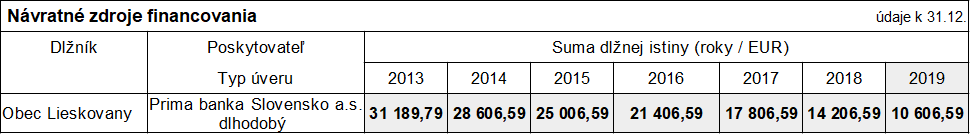 Návratné zdroje financovania údaje k 31.12.
Dlžník Poskytovateľ Suma dlžnej istiny (roky / EUR)
Typ úveru 2013 2014 2015 2016 2017 2018 2019
Obec Lieskovany Prima banka Slovensko a.s. 31 189,79 28 606,59 25 006,59 21 406,59 17 806,59 14 206,59 10 606,59
dlhodobý